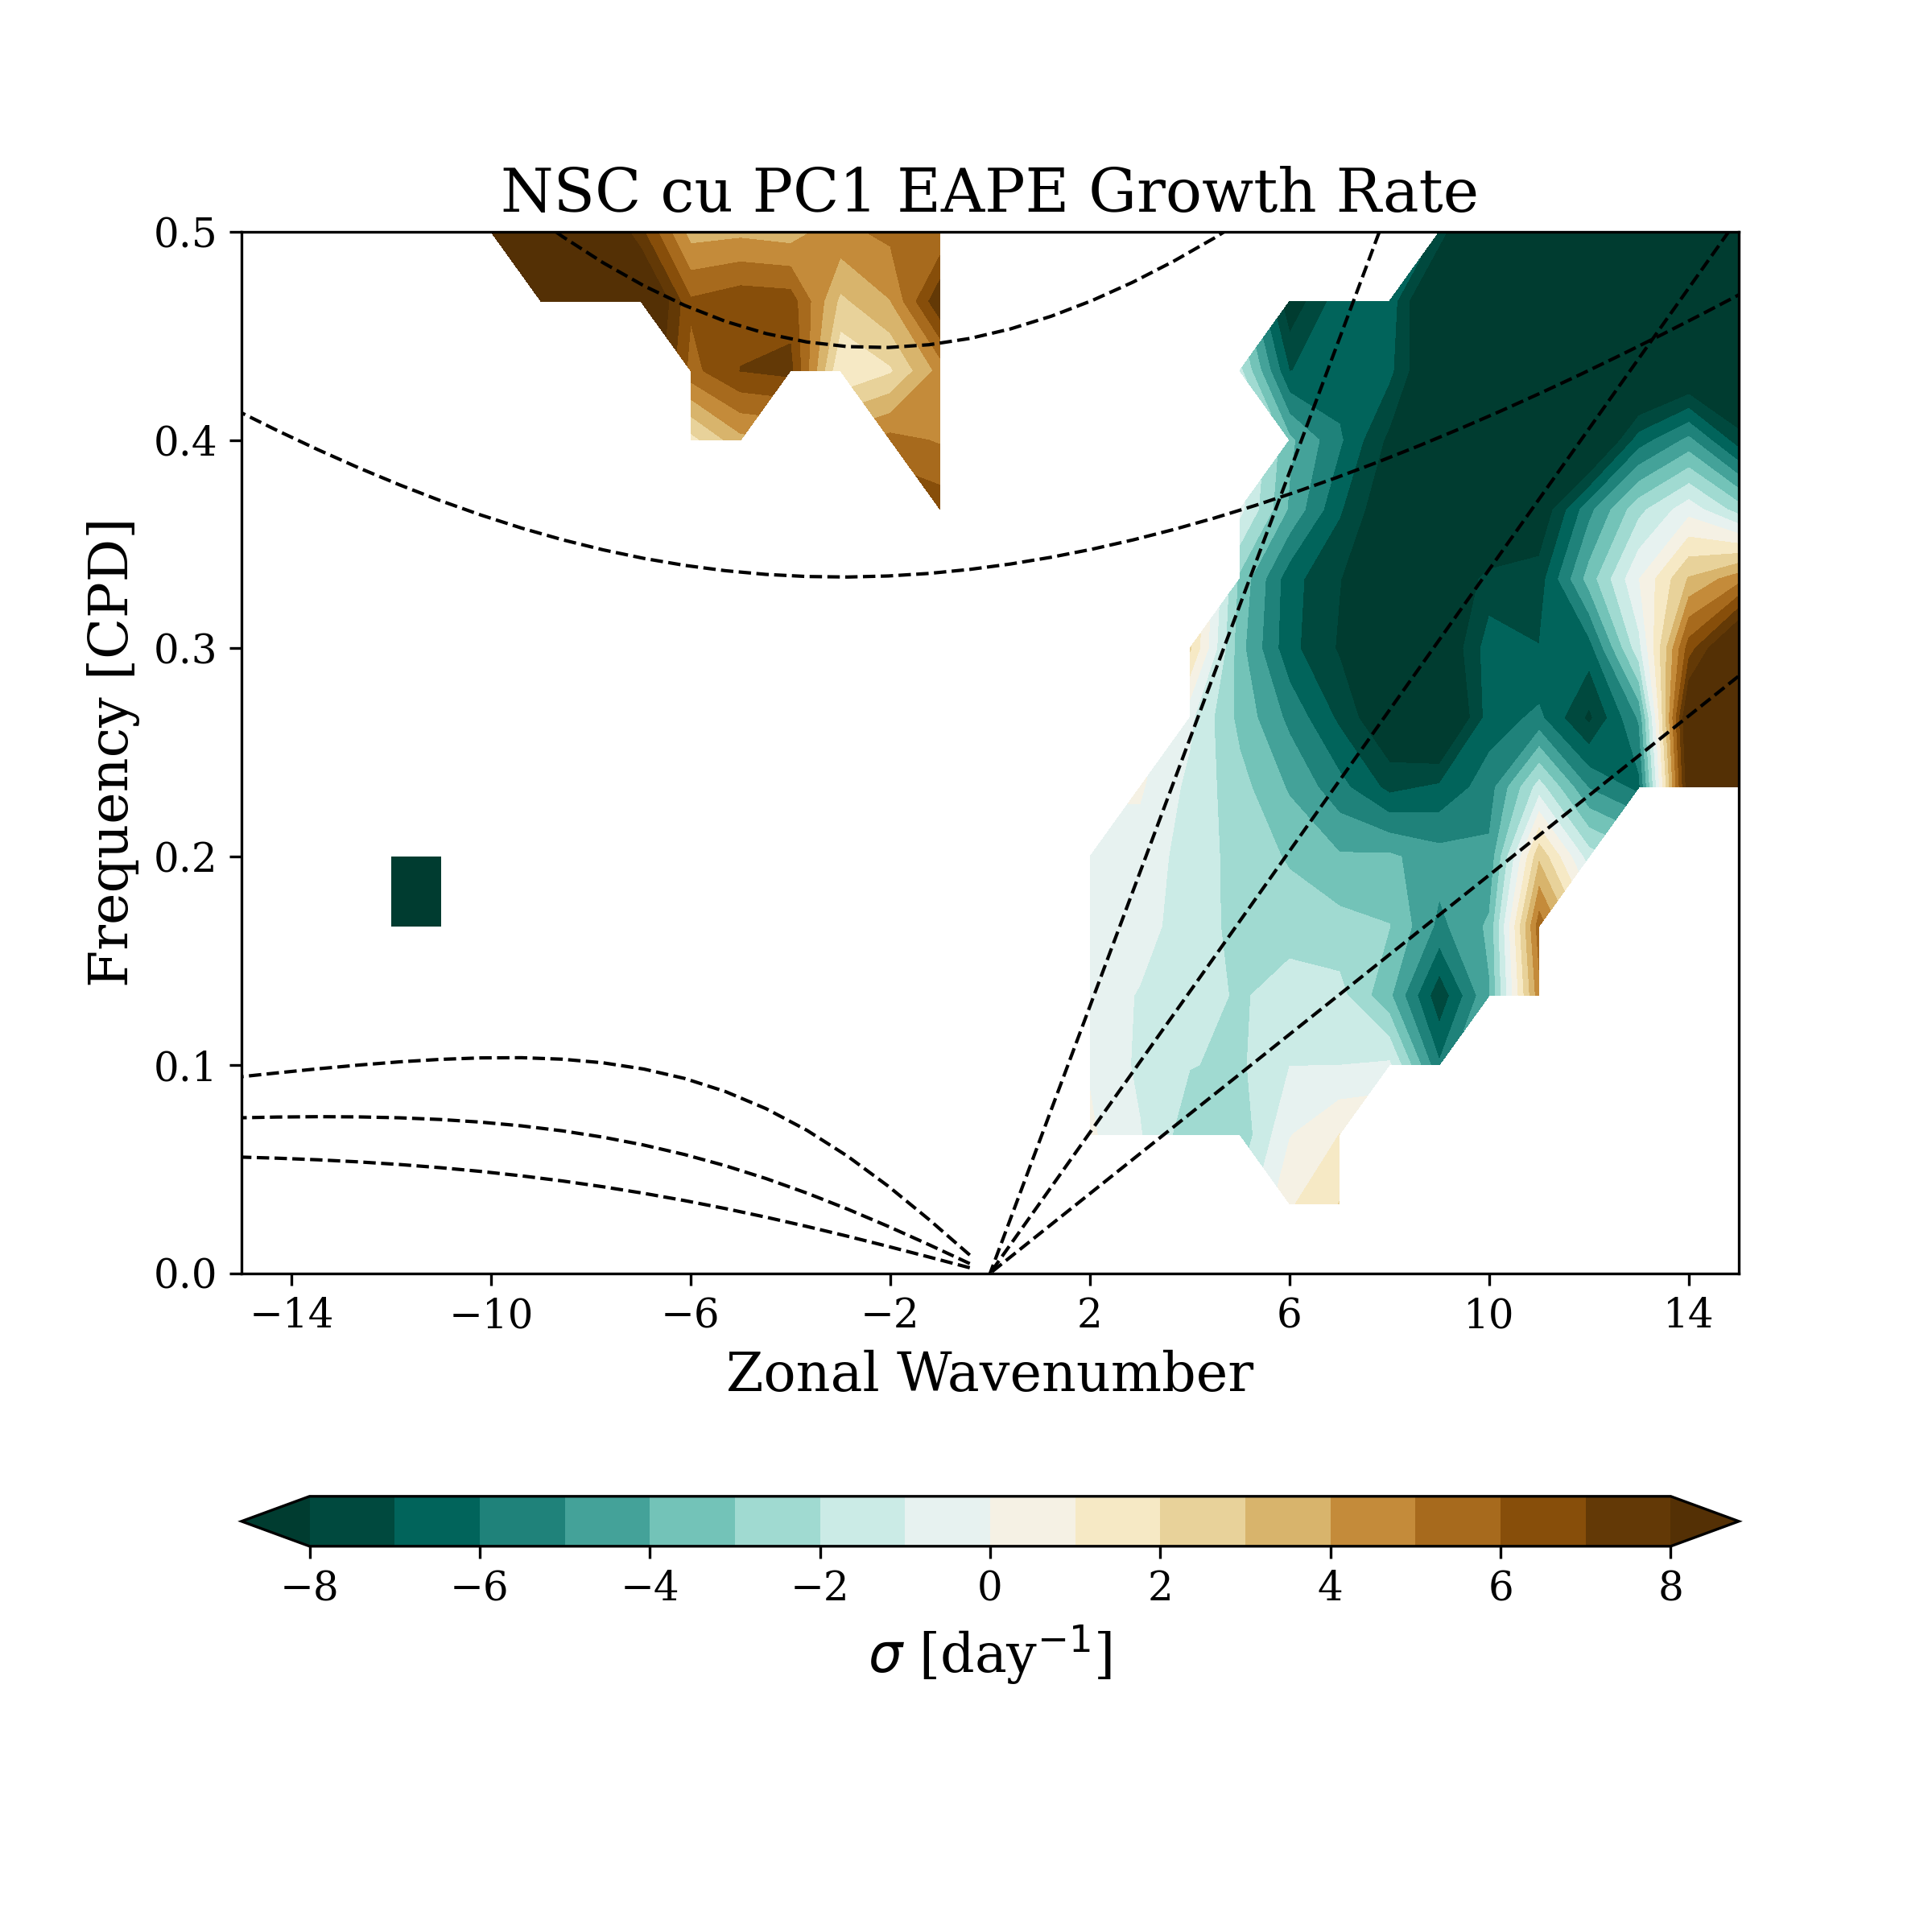 NSC cu PC1 EAPE Growth Rate
Frequency [CPD]
0.5
0.4
0.3
0.2
0.1
0.0
−14 −10 −6 −2 2 6 10 14
Zonal Wavenumber
−8 −6 −4 −2 0 2 4 6 8
σ [day⁻¹]